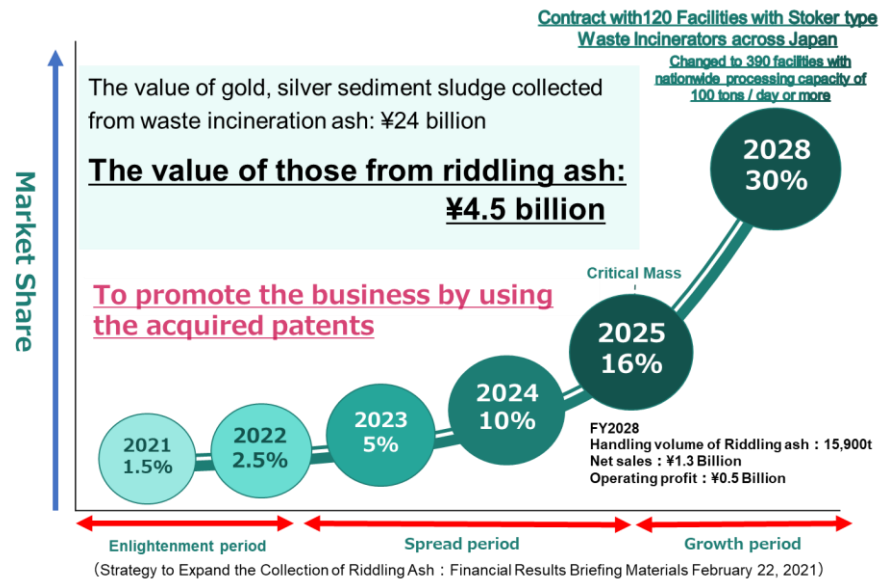 Contract with120 Facilities with Stoker type
Waste Incinerators across Japan
Changed to 390 facilities with
nationwide processing capacity of
100 tons / day or more
The value of gold, silver sediment sludge collected
from waste incineration ash: ¥24 billion
The value of those from riddling ash:
¥4.5 billion
2028
30%
Market Share
Critical Mass
To promote the business by using
the acquired patents
2025
16%
2024
10%
2023
5%
2022
2.5%
2021
1.5%
FY2028
Handling volume of Riddling ash：15,900t
Net sales：¥1.3 Billion
Operating profit：¥0.5 Billion
Enlightenment period
Spread period
Growth period
（Strategy to Expand the Collection of Riddling Ash：Financial Results Briefing Materials February 22, 2021）